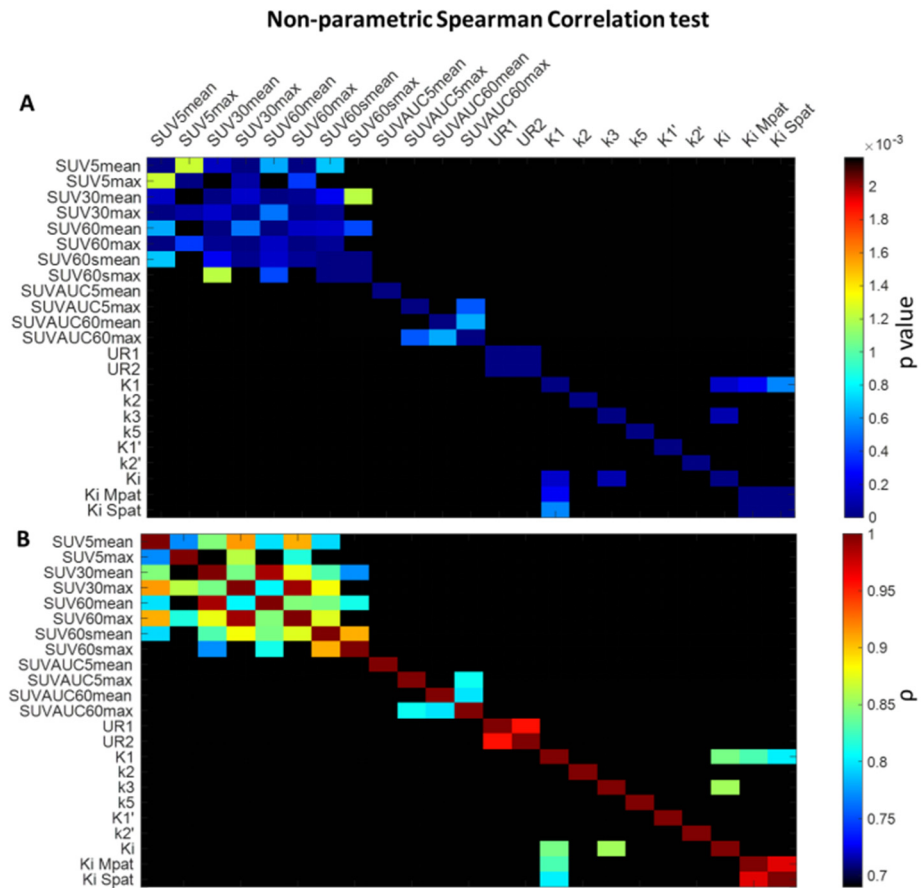 Non-parametric Spearman Correlation test
A
SUV5mean
SUV5max
SUV30mean
SUV30max
SUV60mean
SUV60max
SUV60smean
SUV60smax
SUVAUC5mean
SUVAUC5max
SUVAUC60mean
SUVAUC60max
UR1
UR2
K1
k2
k3
k5
K1'
k2'
Ki
Ki Mpat
Ki Spat
SUV5mean
SUV5max
SUV30mean
SUV30max
SUV60mean
SUV60max
SUV60smean
SUV60smax
SUVAUC5mean
SUVAUC5max
SUVAUC60mean
SUVAUC60max
UR1
UR2
K1
k2
k3
k5
K1'
k2'
Ki
Ki Mpat
Ki Spat
×10⁻³
2
1.8
1.6
1.4
1.2
1
0.8
0.6
0.4
0.2
0
p value
B
SUV5mean
SUV5max
SUV30mean
SUV30max
SUV60mean
SUV60max
SUV60smean
SUV60smax
SUVAUC5mean
SUVAUC5max
SUVAUC60mean
SUVAUC60max
UR1
UR2
K1
k2
k3
k5
K1'
k2'
Ki
Ki Mpat
Ki Spat
1
0.95
0.9
0.85
0.8
0.75
0.7
ρ